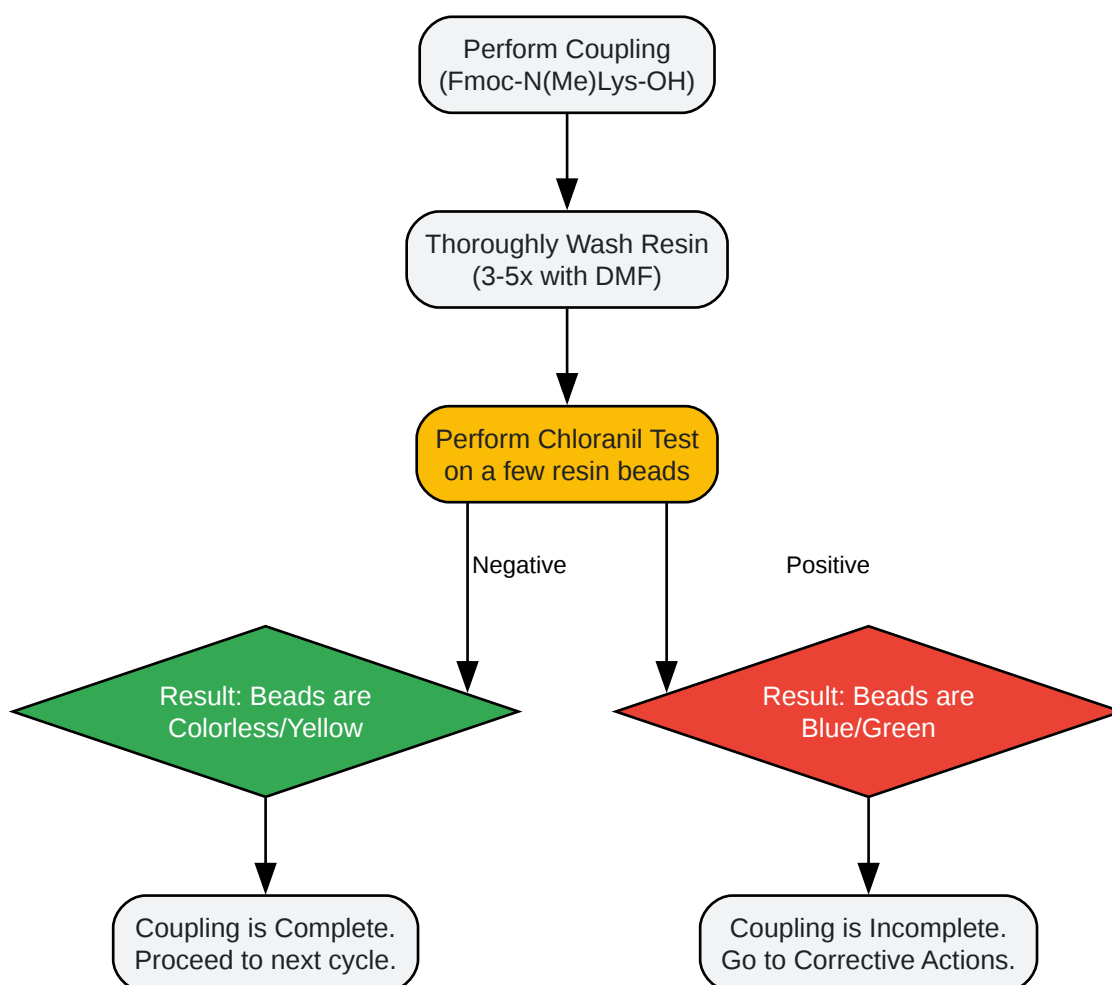 Perform Coupling
(Fmoc-N(Me)Lys-OH)
Thoroughly Wash Resin
(3-5x with DMF)
Perform Chloranil Test
on a few resin beads
Negative
Positive
Result: Beads are
Colorless/Yellow
Result: Beads are
Blue/Green
Coupling is Complete.
Proceed to next cycle.
Coupling is Incomplete.
Go to Corrective Actions.